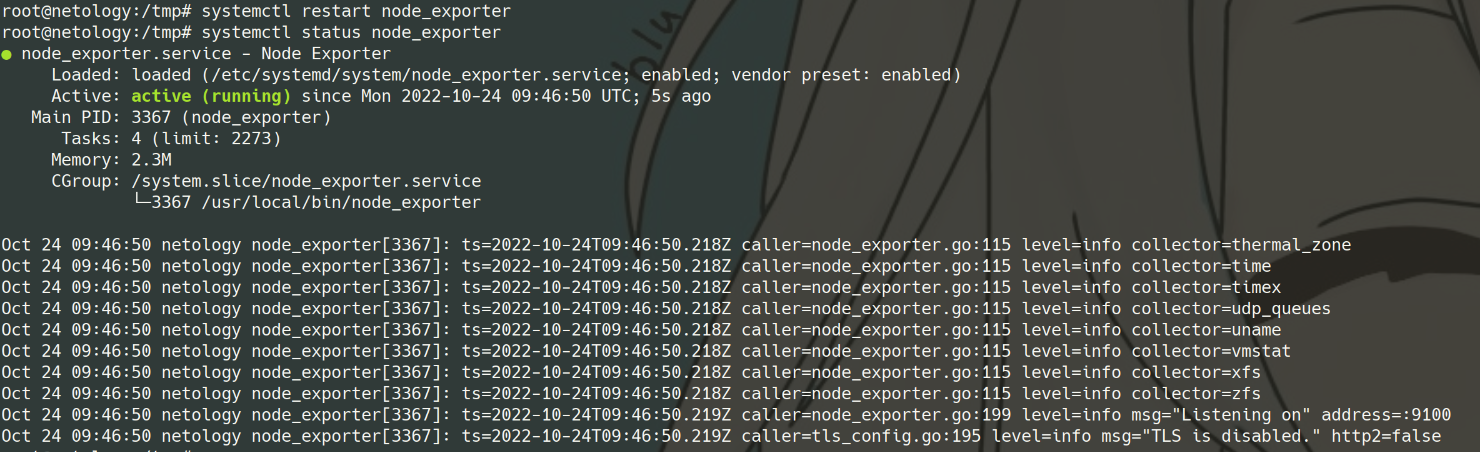 root@netology:/tmp# systemctl restart node_exporter
root@netology:/tmp# systemctl status node_exporter
● node_exporter.service - Node Exporter
     Loaded: loaded (/etc/systemd/system/node_exporter.service; enabled; vendor preset: enabled)
     Active: active (running) since Mon 2022-10-24 09:46:50 UTC; 5s ago
   Main PID: 3367 (node_exporter)
      Tasks: 4 (limit: 2273)
     Memory: 2.3M
     CGroup: /system.slice/node_exporter.service
             └─3367 /usr/local/bin/node_exporter
Oct 24 09:46:50 netology node_exporter[3367]: ts=2022-10-24T09:46:50.218Z caller=node_exporter.go:115 level=info collector=thermal_zone
Oct 24 09:46:50 netology node_exporter[3367]: ts=2022-10-24T09:46:50.218Z caller=node_exporter.go:115 level=info collector=time
Oct 24 09:46:50 netology node_exporter[3367]: ts=2022-10-24T09:46:50.218Z caller=node_exporter.go:115 level=info collector=timex
Oct 24 09:46:50 netology node_exporter[3367]: ts=2022-10-24T09:46:50.218Z caller=node_exporter.go:115 level=info collector=udp_queues
Oct 24 09:46:50 netology node_exporter[3367]: ts=2022-10-24T09:46:50.218Z caller=node_exporter.go:115 level=info collector=uname
Oct 24 09:46:50 netology node_exporter[3367]: ts=2022-10-24T09:46:50.218Z caller=node_exporter.go:115 level=info collector=vmstat
Oct 24 09:46:50 netology node_exporter[3367]: ts=2022-10-24T09:46:50.218Z caller=node_exporter.go:115 level=info collector=xfs
Oct 24 09:46:50 netology node_exporter[3367]: ts=2022-10-24T09:46:50.218Z caller=node_exporter.go:115 level=info collector=zfs
Oct 24 09:46:50 netology node_exporter[3367]: ts=2022-10-24T09:46:50.219Z caller=node_exporter.go:199 level=info msg="Listening on" address=:9100
Oct 24 09:46:50 netology node_exporter[3367]: ts=2022-10-24T09:46:50.219Z caller=tls_config.go:195 level=info msg="TLS is disabled." http2=false